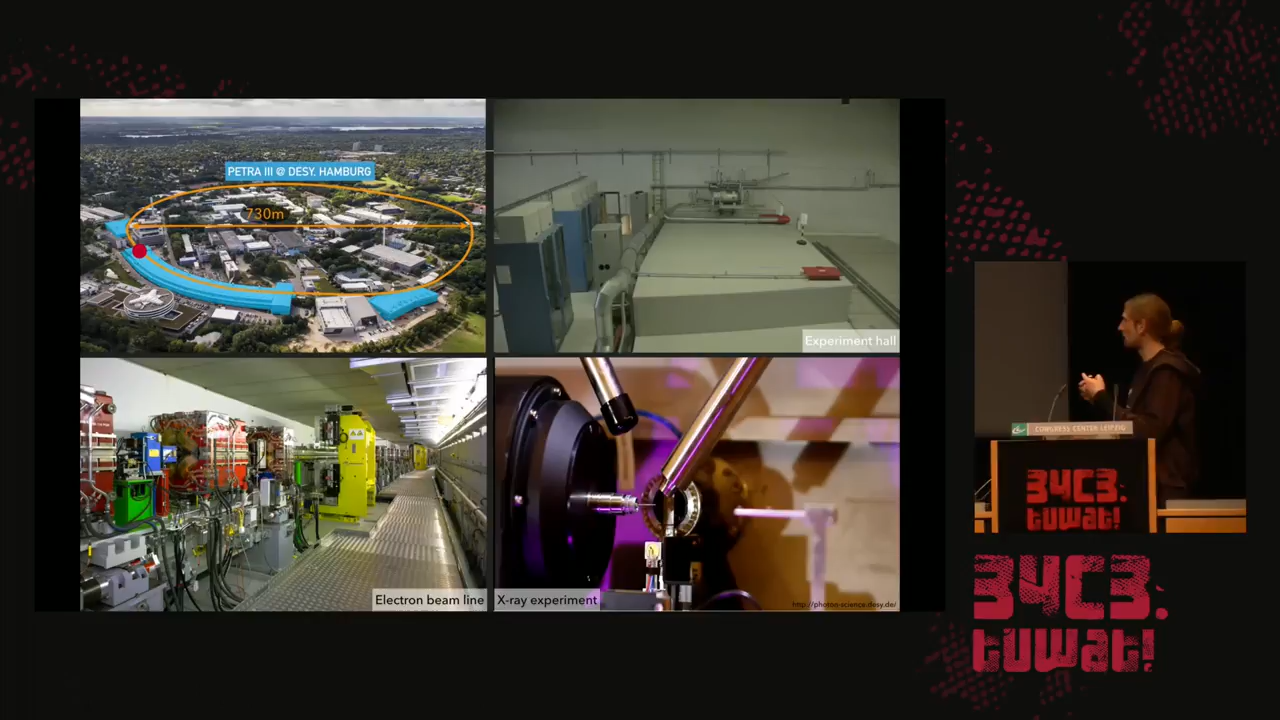 PETRA III @ DESY. HAMBURG
730m
Experiment hall
Electron beam line
X-ray experiment
http://photon-science.desy.de/
CONGRESS CENTER LEIPZIG
34C3:
tuwat!
34C3:
tuwat!